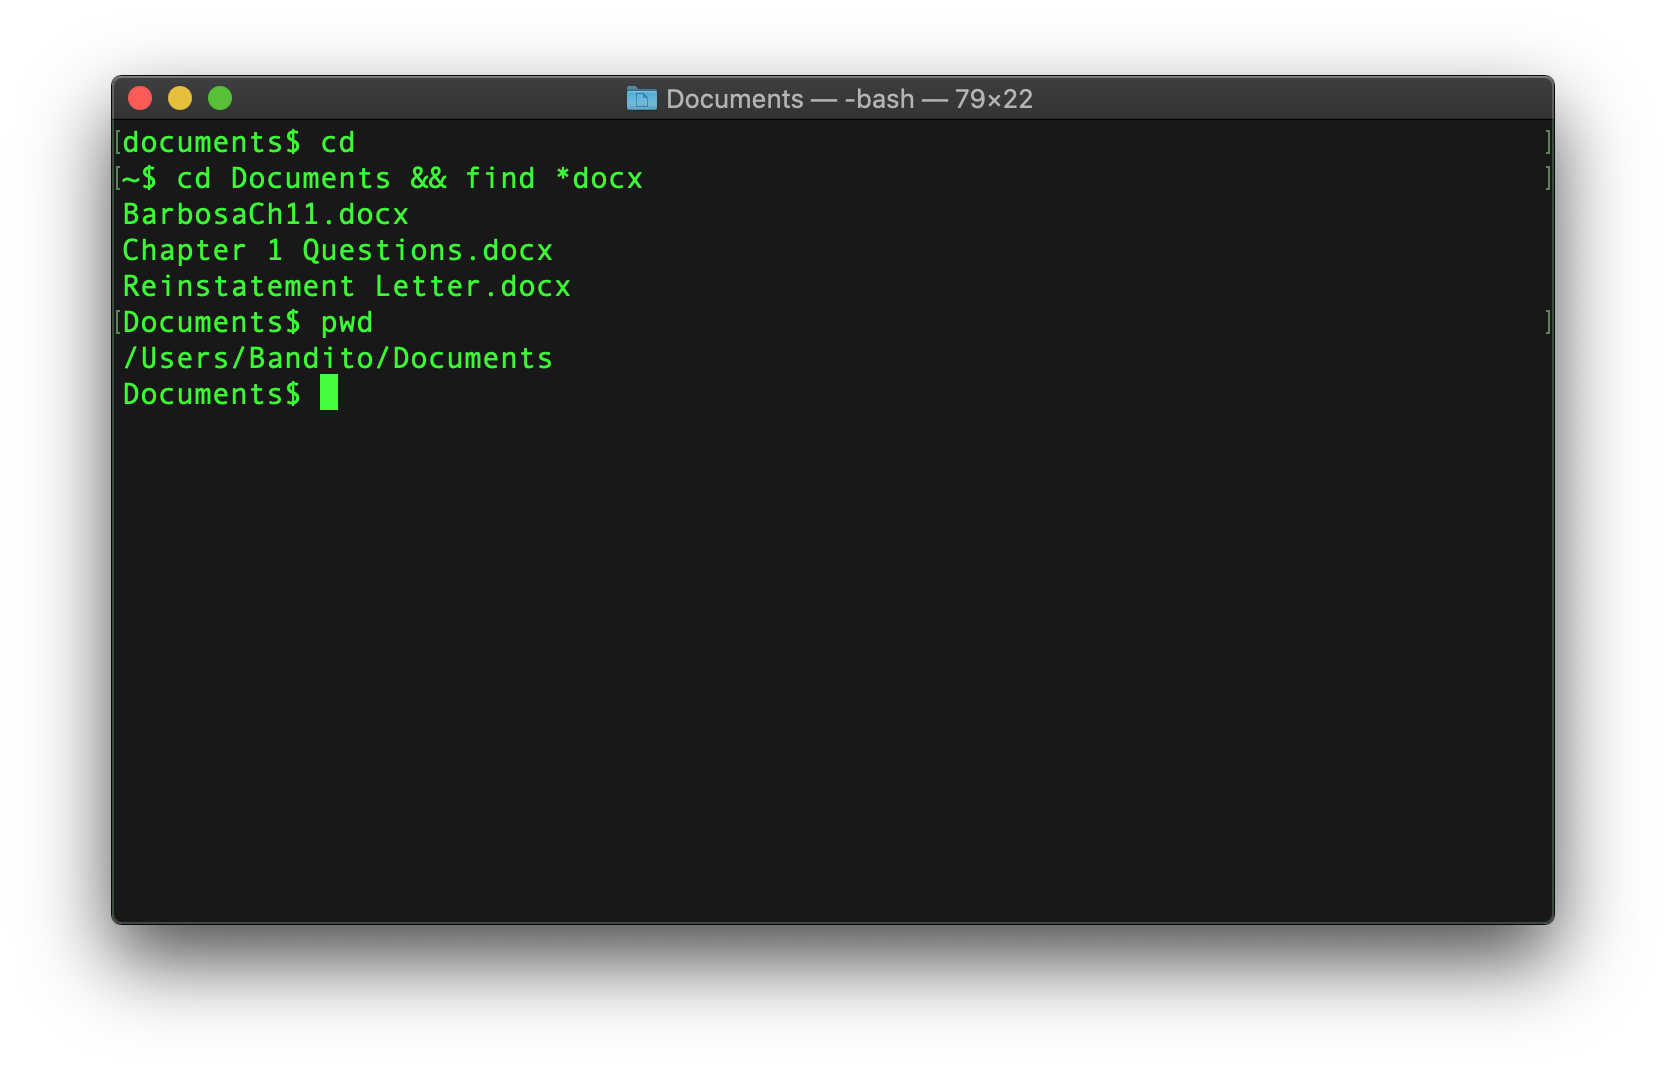 Documents — -bash — 79×22
[documents$ cd ]
[~$ cd Documents && find *docx ]
BarbosaCh11.docx
Chapter 1 Questions.docx
Reinstatement Letter.docx
[Documents$ pwd ]
/Users/Bandito/Documents
Documents$